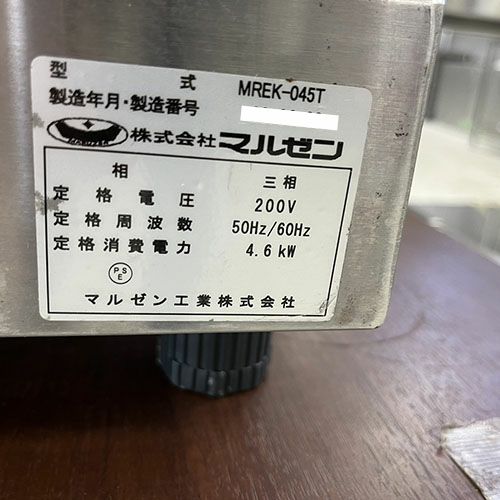 型式 MREK-045T
製造年月・製造番号
MARUZEN 株式会社マルゼン
相 三相
定格電圧 200V
定格周波数 50Hz/60Hz
定格消費電力 4.6kW
PSE
マルゼン工業株式会社